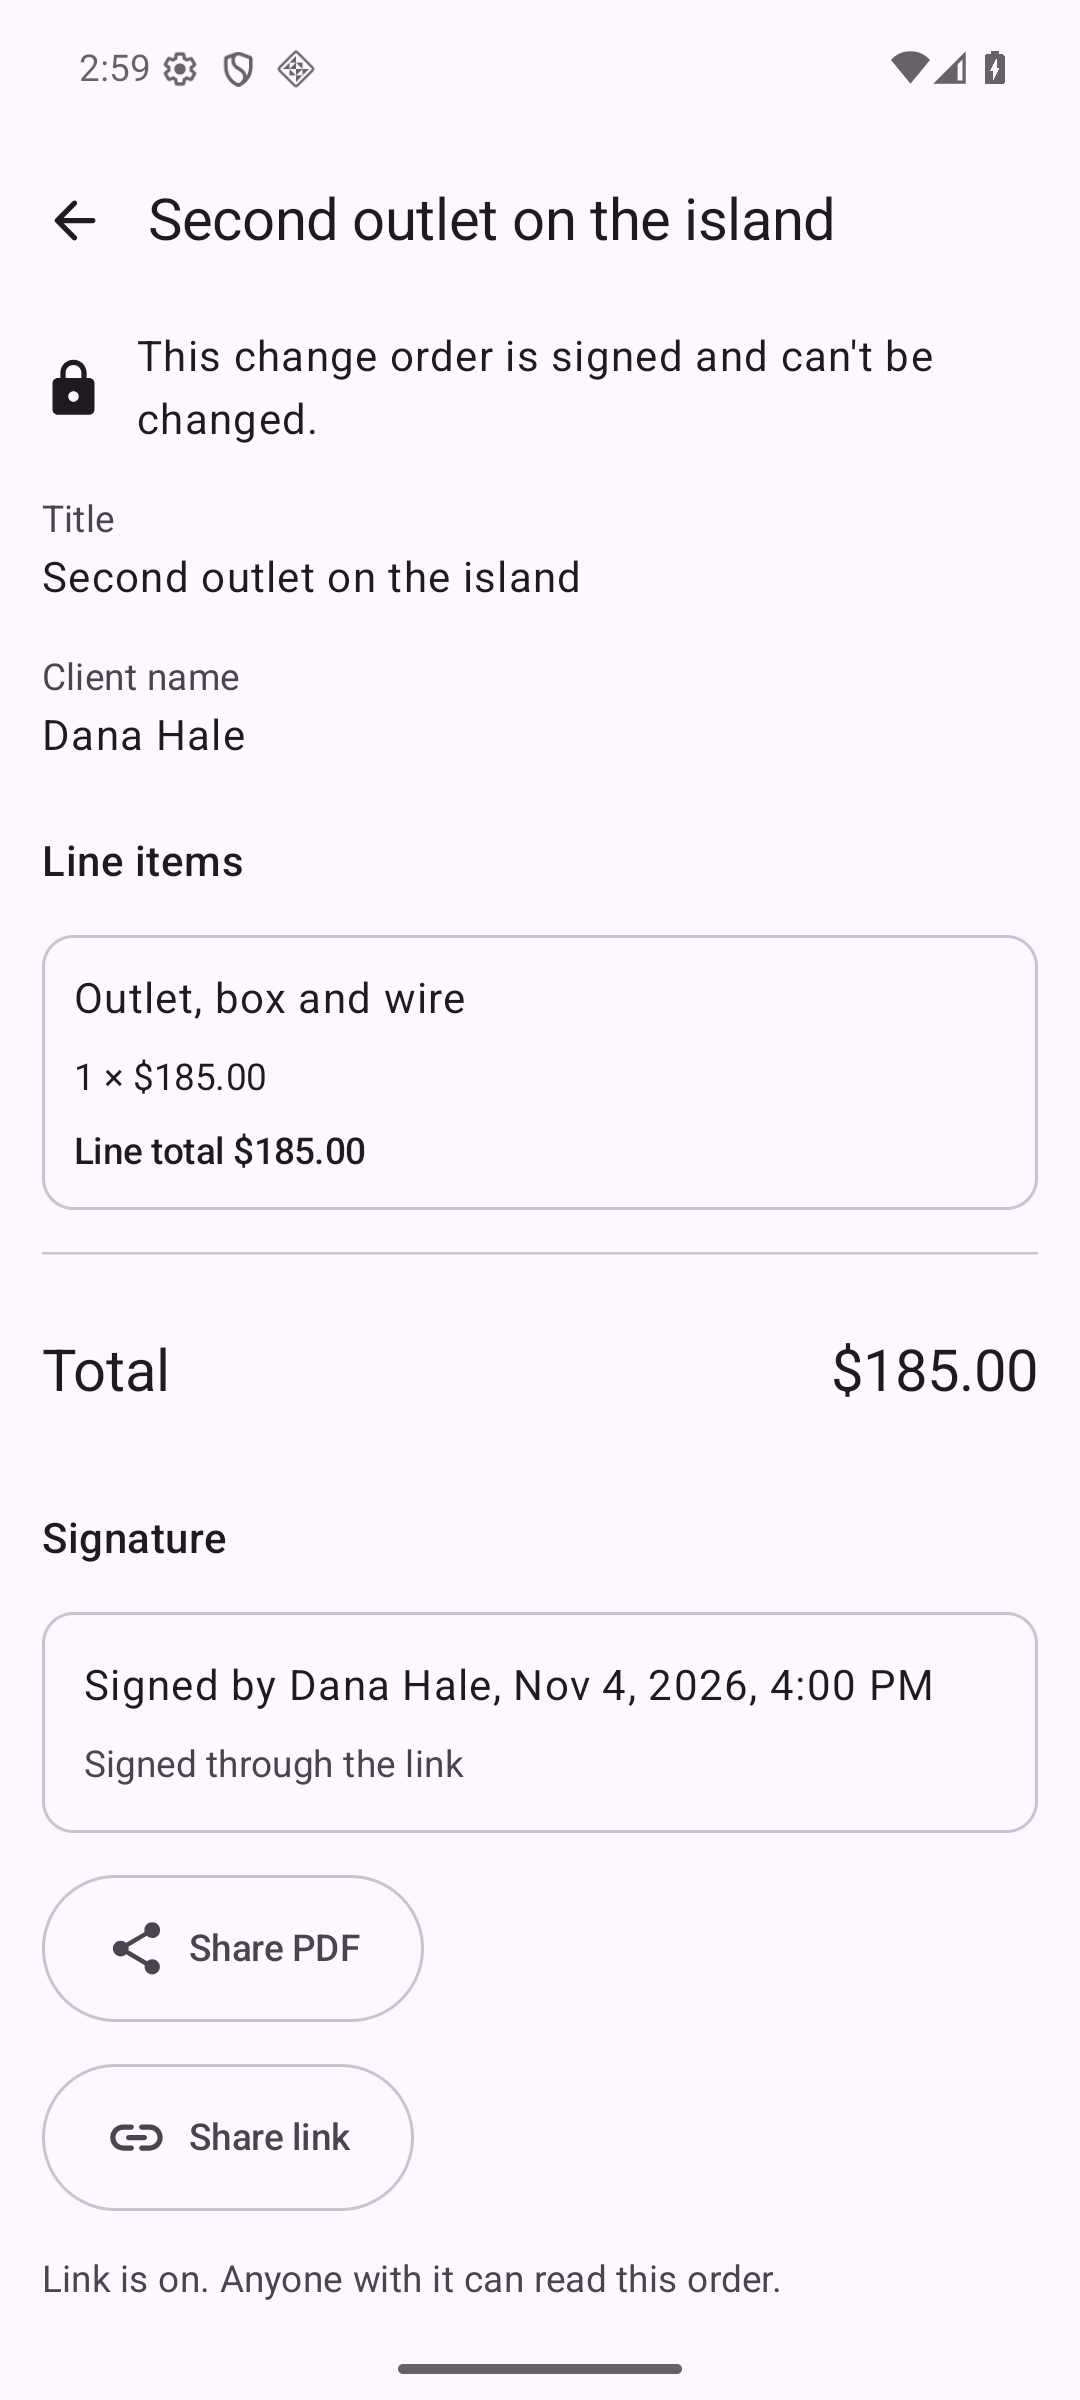 2:59
Second outlet on the island
This change order is signed and can't be
changed.
Title
Second outlet on the island
Client name
Dana Hale
Line items
Outlet, box and wire
1 × $185.00
Line total $185.00
Total $185.00
Signature
Signed by Dana Hale, Nov 4, 2026, 4:00 PM
Signed through the link
Share PDF
Share link
Link is on. Anyone with it can read this order.